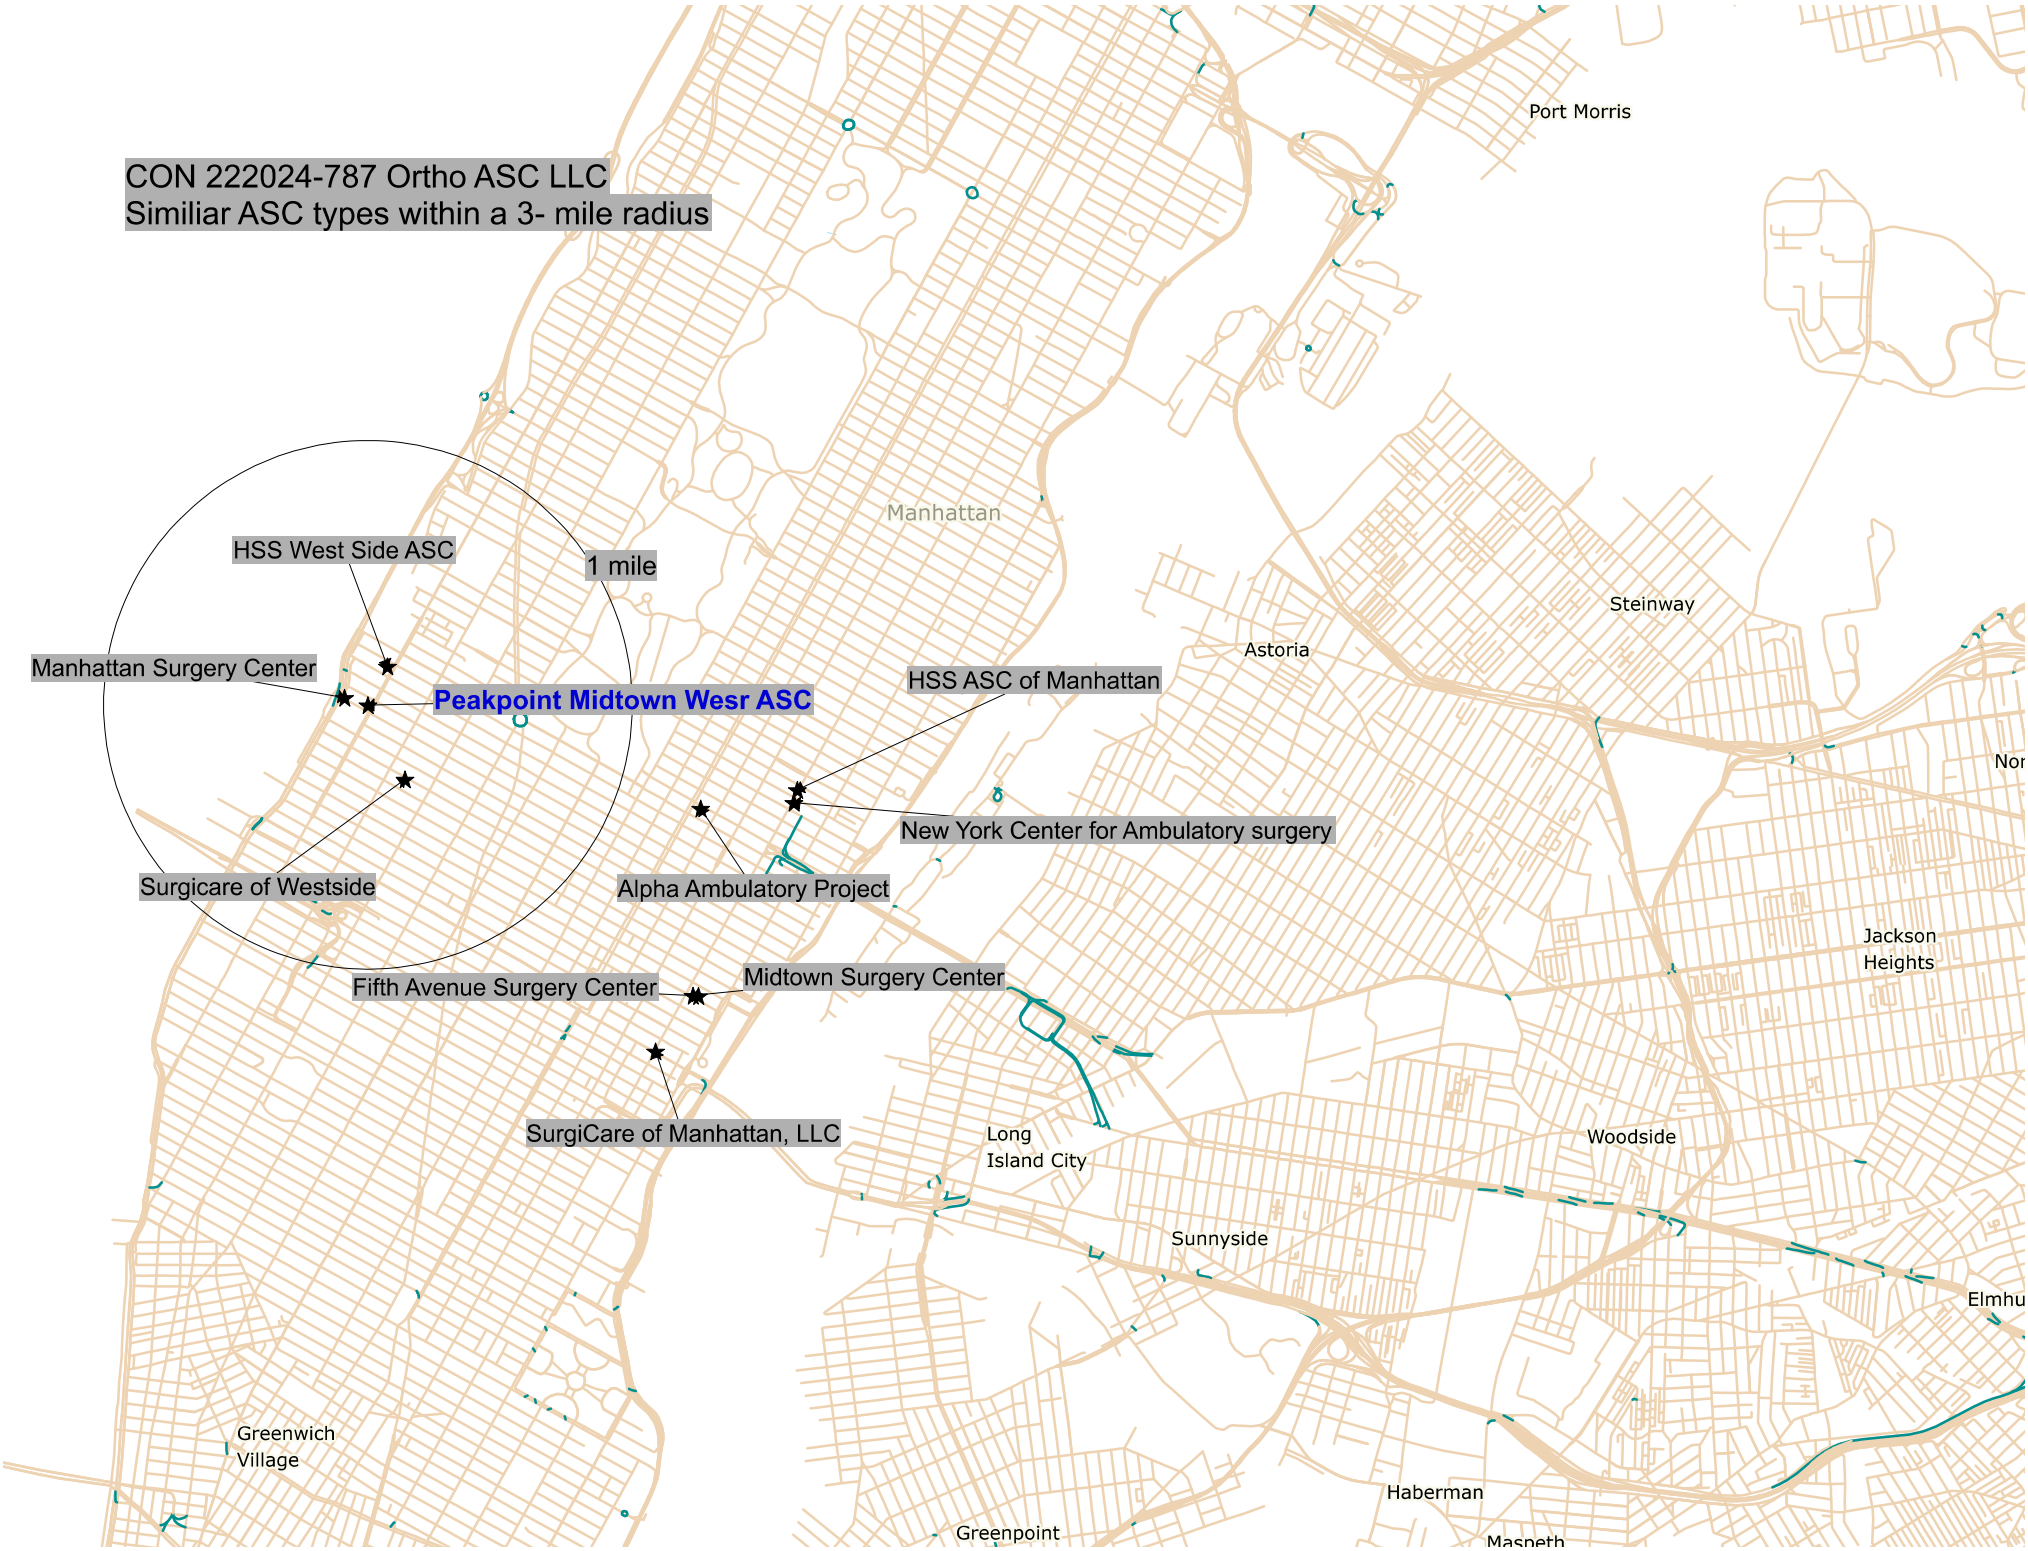 Port Morris
CON 222024-787 Ortho ASC LLC
Similiar ASC types within a 3- mile radius
Manhattan
HSS West Side ASC
1 mile
Steinway
Astoria
Manhattan Surgery Center
HSS ASC of Manhattan
Peakpoint Midtown Wesr ASC
Nor
New York Center for Ambulatory surgery
Surgicare of Westside
Alpha Ambulatory Project
Jackson
Heights
Fifth Avenue Surgery Center
Midtown Surgery Center
SurgiCare of Manhattan, LLC
Long
Island City
Woodside
Sunnyside
Elmhu
Greenwich
Village
Haberman
Greenpoint
Maspeth